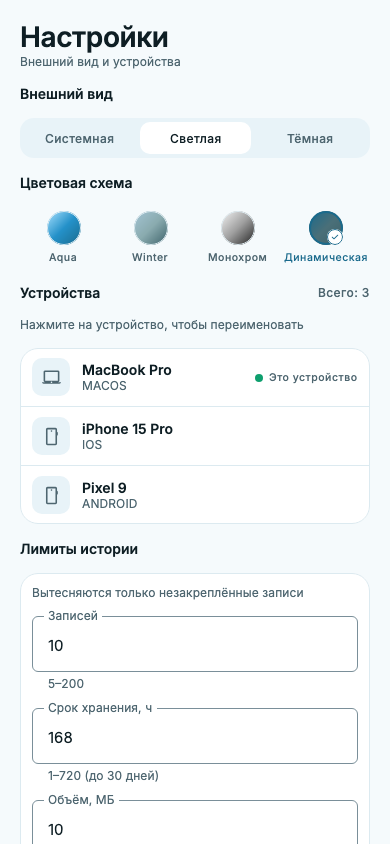 Настройки
Внешний вид и устройства
Внешний вид
Системная Светлая Тёмная
Цветовая схема
Aqua Winter Монохром Динамическая
Устройства Всего: 3
Нажмите на устройство, чтобы переименовать
MacBook Pro
MACOS
Это устройство
iPhone 15 Pro
IOS
Pixel 9
ANDROID
Лимиты истории
Вытесняются только незакреплённые записи
Записей
10
5–200
Срок хранения, ч
168
1–720 (до 30 дней)
Объём, МБ
10